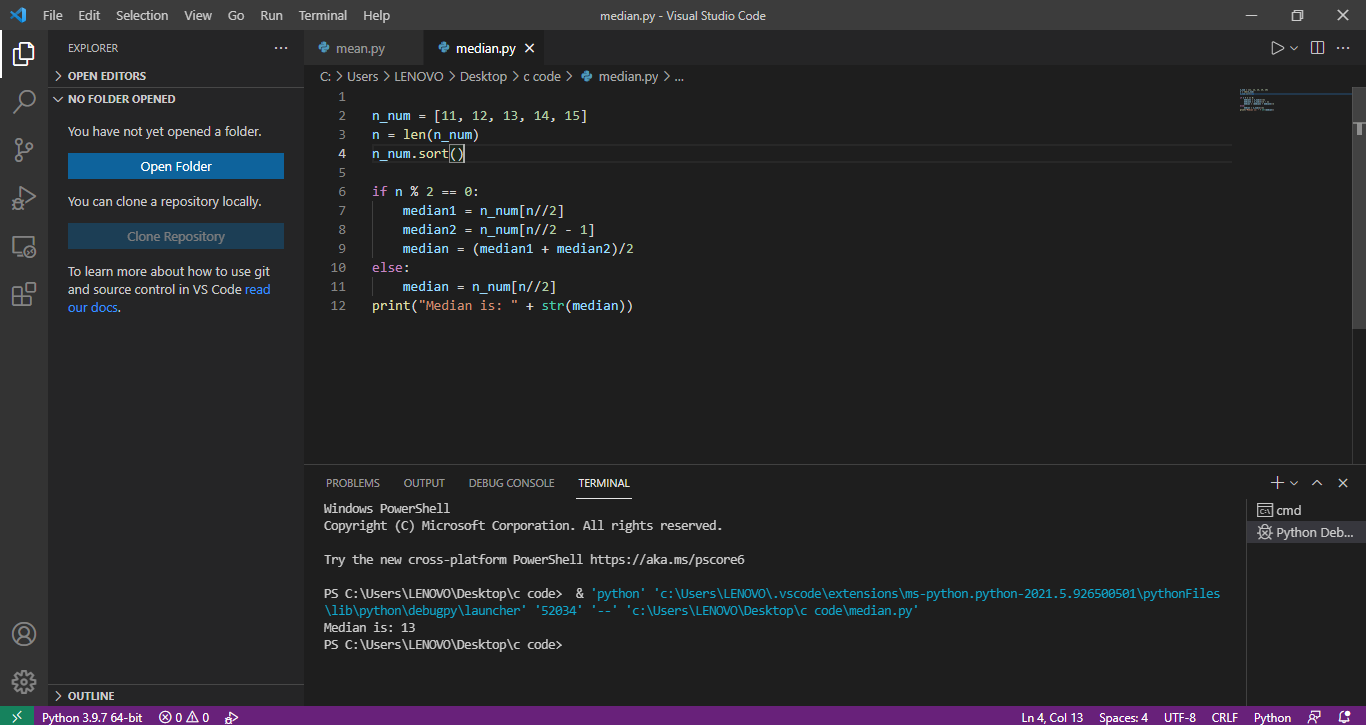 File Edit Selection View Go Run Terminal Help
median.py - Visual Studio Code
EXPLORER
OPEN EDITORS
NO FOLDER OPENED
You have not yet opened a folder.
Open Folder
You can clone a repository locally.
Clone Repository
To learn more about how to use git
and source control in VS Code read
our docs.
OUTLINE
mean.py
median.py
C: > Users > LENOVO > Desktop > c code > median.py > ...
1
2 n_num = [11, 12, 13, 14, 15]
3 n = len(n_num)
4 n_num.sort()
5
6 if n % 2 == 0:
7     median1 = n_num[n//2]
8     median2 = n_num[n//2 - 1]
9     median = (median1 + median2)/2
10 else:
11     median = n_num[n//2]
12 print("Median is: " + str(median))
PROBLEMS OUTPUT DEBUG CONSOLE TERMINAL
Windows PowerShell
Copyright (C) Microsoft Corporation. All rights reserved.
Try the new cross-platform PowerShell https://aka.ms/pscore6
PS C:\Users\LENOVO\Desktop\c code>  & 'python' 'c:\Users\LENOVO\.vscode\extensions\ms-python.python-2021.5.926500501\pythonFiles
\lib\python\debugpy\launcher' '52034' '--' 'c:\Users\LENOVO\Desktop\c code\median.py'
Median is: 13
PS C:\Users\LENOVO\Desktop\c code>
cmd
Python Deb...
Python 3.9.7 64-bit 0 0
Ln 4, Col 13 Spaces: 4 UTF-8 CRLF Python